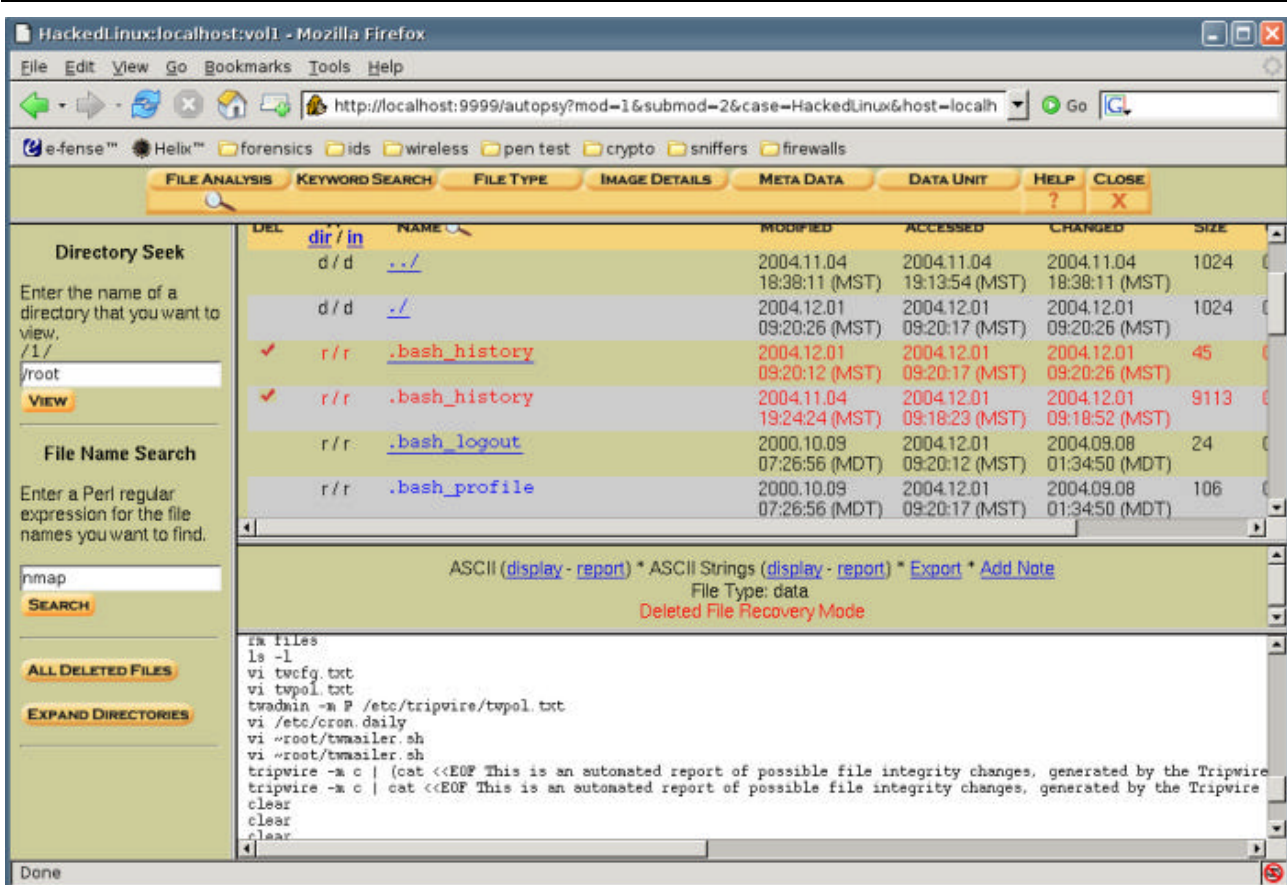 HackedLinux:localhost:vol1 - Mozilla Firefox
File Edit View Go Bookmarks Tools Help
http://localhost:9999/autopsy?mod=1&submod=2&case=HackedLinux&host=localh Go G
e-fense™ Helix™ forensics ids wireless pen test crypto sniffers firewalls
FILE ANALYSIS KEYWORD SEARCH FILE TYPE IMAGE DETAILS META DATA DATA UNIT HELP CLOSE
? X
Directory Seek
Enter the name of a
directory that you want to
view.
/1/
/root
VIEW
File Name Search
Enter a Perl regular
expression for the file
names you want to find.
nmap
SEARCH
ALL DELETED FILES
EXPAND DIRECTORIES
DEL dir / in NAME MODIFIED ACCESSED CHANGED SIZE
d / d ../ 2004.11.04 18:38:11 (MST) 2004.11.04 19:13:54 (MST) 2004.11.04 18:38:11 (MST) 1024
d / d ./ 2004.12.01 09:20:26 (MST) 2004.12.01 09:20:17 (MST) 2004.12.01 09:20:26 (MST) 1024
r / r .bash_history 2004.12.01 09:20:12 (MST) 2004.12.01 09:20:17 (MST) 2004.12.01 09:20:26 (MST) 45
r / r .bash_history 2004.11.04 19:24:24 (MST) 2004.12.01 09:18:23 (MST) 2004.12.01 09:18:52 (MST) 9113
r / r .bash_logout 2000.10.09 07:26:56 (MDT) 2004.12.01 09:20:12 (MST) 2004.09.08 01:34:50 (MDT) 24
r / r .bash_profile 2000.10.09 07:26:56 (MDT) 2004.12.01 09:20:17 (MST) 2004.09.08 01:34:50 (MDT) 106
ASCII (display - report) * ASCII Strings (display - report) * Export * Add Note
File Type: data
Deleted File Recovery Mode
rm files
ls -l
vi twcfg.txt
vi twpol.txt
twadmin -m P /etc/tripwire/twpol.txt
vi /etc/cron.daily
vi ~root/twmailer.sh
vi ~root/twmailer.sh
tripwire -m c | (cat <<EOF This is an automated report of possible file integrity changes, generated by the Tripwire
tripwire -m c | cat <<EOF This is an automated report of possible file integrity changes, generated by the Tripwire
clear
clear
clear
Done